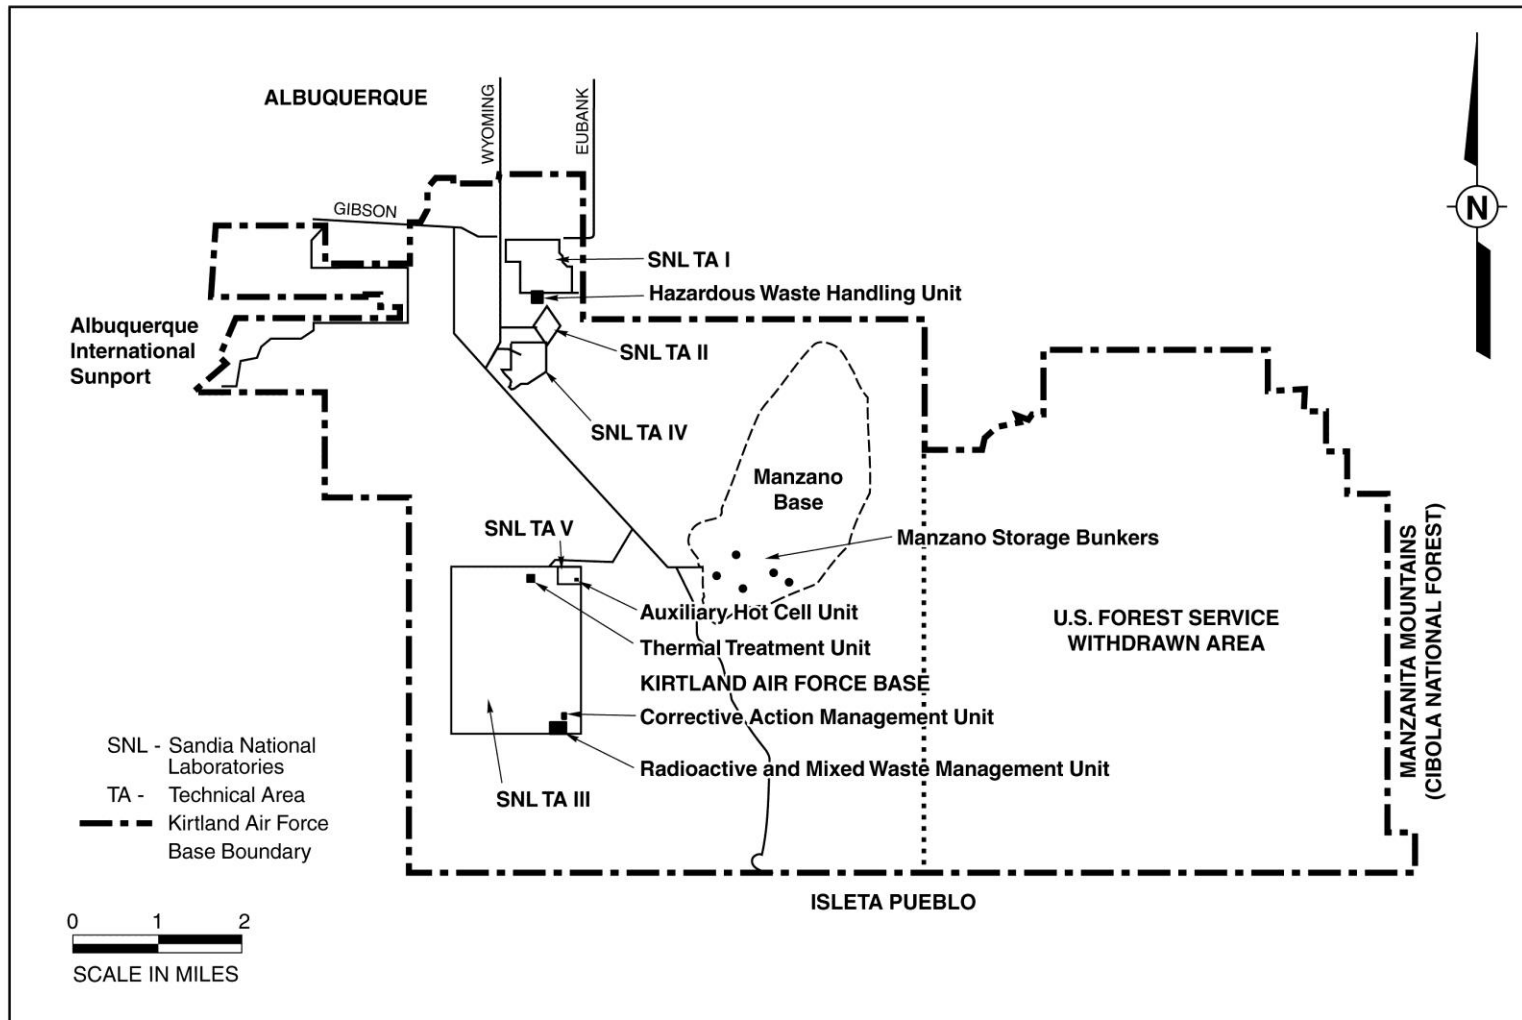 ALBUQUERQUE
WYOMING
EUBANK
GIBSON
N
SNL TA I
Hazardous Waste Handling Unit
Albuquerque
International
Sunport
SNL TA II
SNL TA IV
Manzano
Base
SNL TA V
Manzano Storage Bunkers
Auxiliary Hot Cell Unit
Thermal Treatment Unit
U.S. FOREST SERVICE
WITHDRAWN AREA
MANZANITA MOUNTAINS
(CIBOLA NATIONAL FOREST)
KIRTLAND AIR FORCE BASE
Corrective Action Management Unit
Radioactive and Mixed Waste Management Unit
SNL TA III
SNL - Sandia National
Laboratories
TA - Technical Area
Kirtland Air Force
Base Boundary
ISLETA PUEBLO
0 1 2
SCALE IN MILES